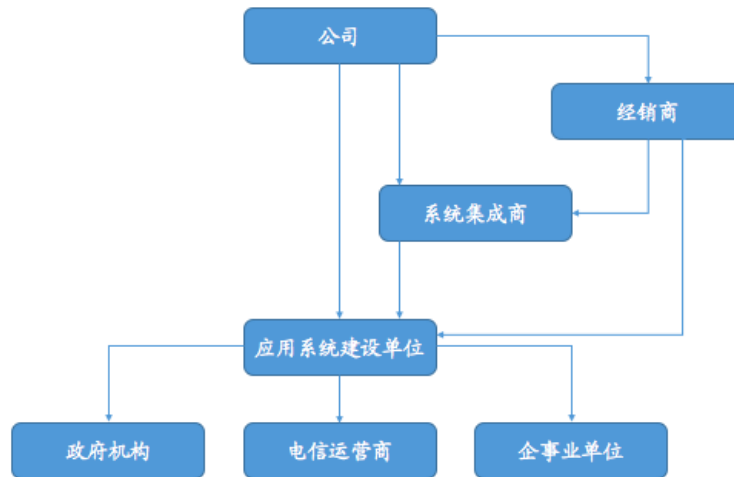 公司
经销商
系统集成商
应用系统建设单位
政府机构
电信运营商
企事业单位